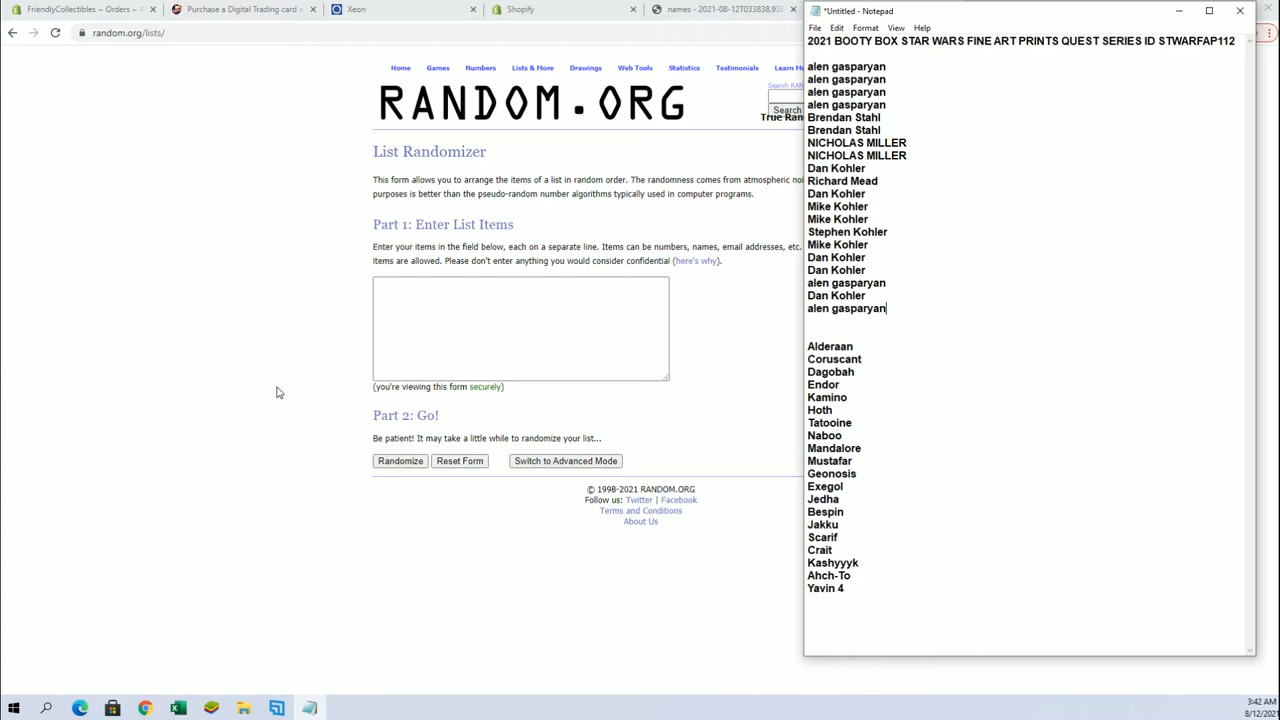 FriendlyCollectibles ~ Orders ~
Purchase a Digital Trading card
Xeon
Shopify
names - 2021-08-12T033838.93
random.org/lists/
Home Games Numbers Lists & More Drawings Web Tools Statistics Testimonials Learn Mo
Search RAN
RANDOM.ORG
Search
True Ran
List Randomizer
This form allows you to arrange the items of a list in random order. The randomness comes from atmospheric noi
purposes is better than the pseudo-random number algorithms typically used in computer programs.
Part 1: Enter List Items
Enter your items in the field below, each on a separate line. Items can be numbers, names, email addresses, etc.
items are allowed. Please don't enter anything you would consider confidential (here's why).
(you're viewing this form securely)
Part 2: Go!
Be patient! It may take a little while to randomize your list...
Randomize Reset Form Switch to Advanced Mode
© 1998-2021 RANDOM.ORG
Follow us: Twitter | Facebook
Terms and Conditions
About Us
*Untitled - Notepad
File Edit Format View Help
2021 BOOTY BOX STAR WARS FINE ART PRINTS QUEST SERIES ID STWARFAP112
alen gasparyan
alen gasparyan
alen gasparyan
alen gasparyan
Brendan Stahl
Brendan Stahl
NICHOLAS MILLER
NICHOLAS MILLER
Dan Kohler
Richard Mead
Dan Kohler
Mike Kohler
Mike Kohler
Stephen Kohler
Mike Kohler
Dan Kohler
Dan Kohler
alen gasparyan
Dan Kohler
alen gasparyan
Alderaan
Coruscant
Dagobah
Endor
Kamino
Hoth
Tatooine
Naboo
Mandalore
Mustafar
Geonosis
Exegol
Jedha
Bespin
Jakku
Scarif
Crait
Kashyyyk
Ahch-To
Yavin 4
3:42 AM
8/12/2021